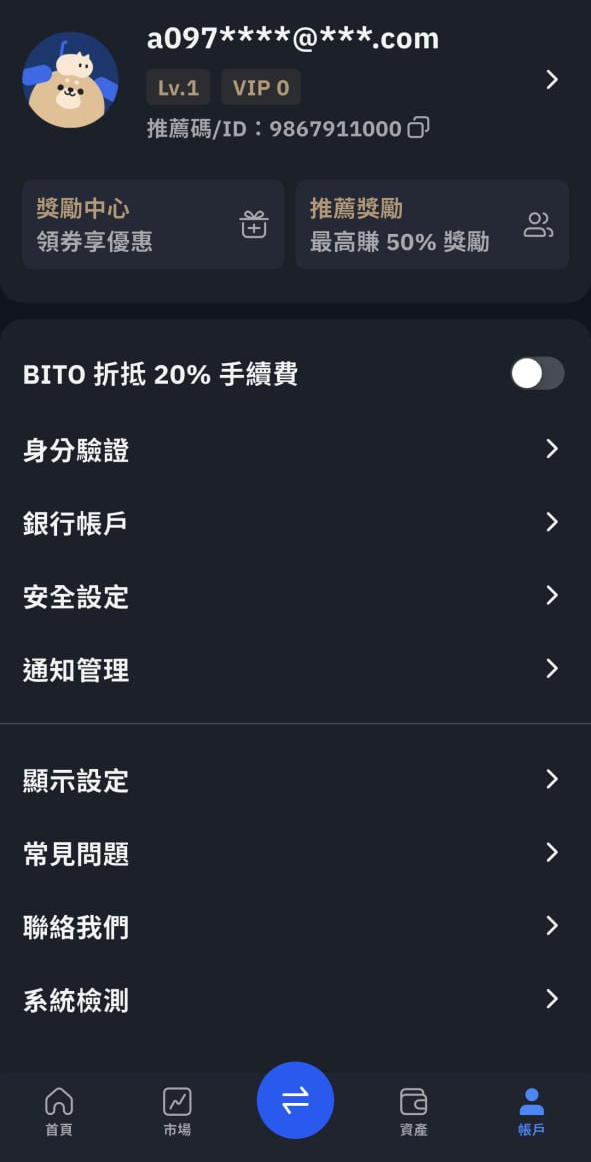 a097****@***.com
Lv.1 VIP 0
推薦碼/ID：9867911000
獎勵中心
領券享優惠
推薦獎勵
最高賺 50% 獎勵
BITO 折抵 20% 手續費
身分驗證
銀行帳戶
安全設定
通知管理
顯示設定
常見問題
聯絡我們
系統檢測
首頁 市場 資產 帳戶